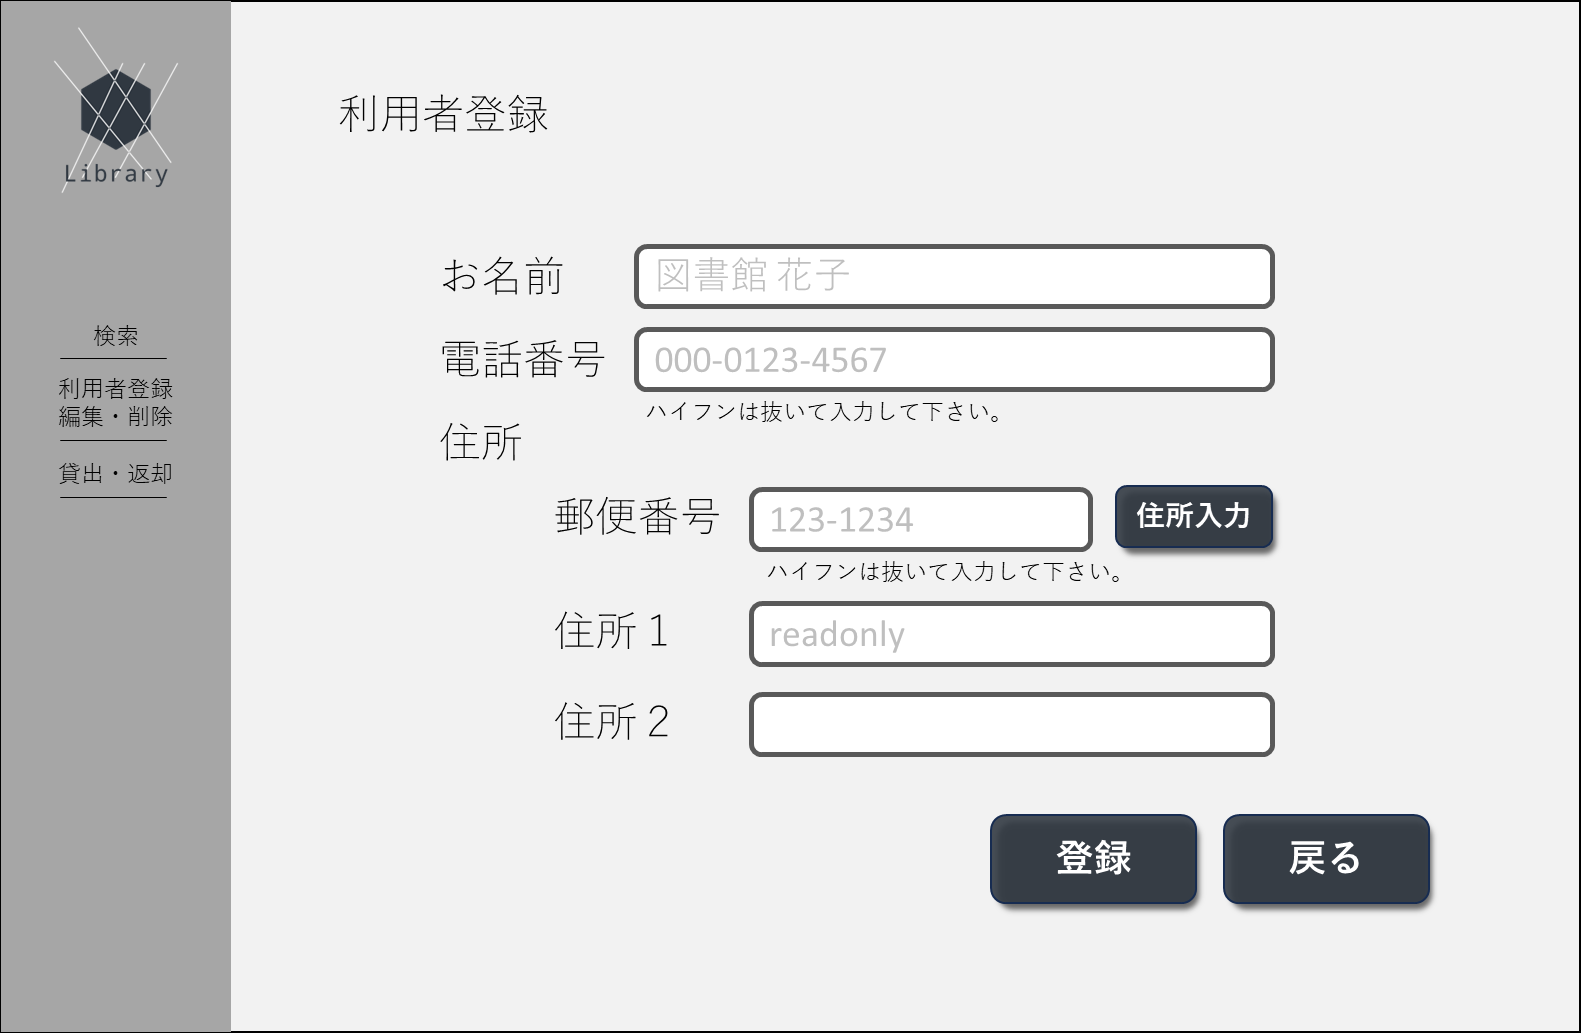 Library
検索
利用者登録
編集・削除
貸出・返却
利用者登録
お名前
図書館 花子
電話番号
000-0123-4567
ハイフンは抜いて入力して下さい。
住所
郵便番号
123-1234
住所入力
ハイフンは抜いて入力して下さい。
住所１
readonly
住所２
登録
戻る